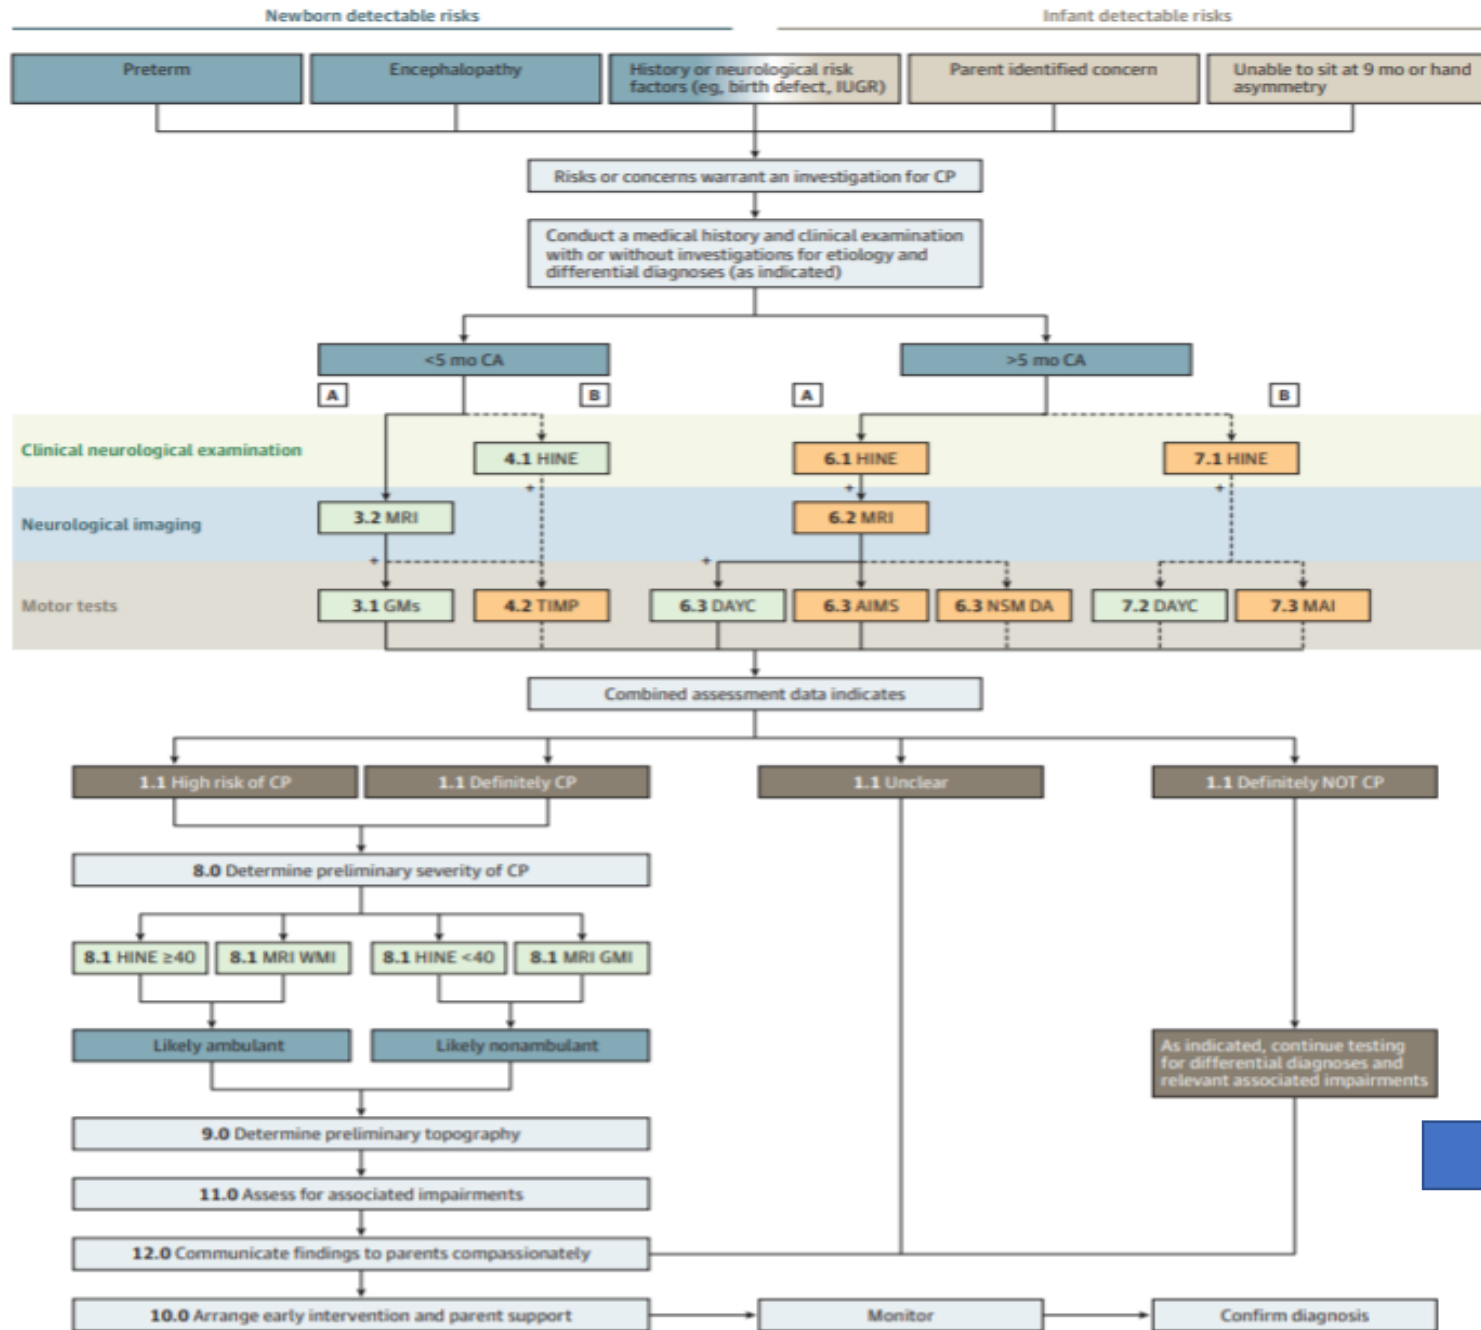 Newborn detectable risks
Infant detectable risks
Preterm
Encephalopathy
History or neurological risk
factors (eg, birth defect, IUGR)
Parent identified concern
Unable to sit at 9 mo or hand
asymmetry
Risks or concerns warrant an investigation for CP
Conduct a medical history and clinical examination
with or without investigations for etiology and
differential diagnoses (as indicated)
<5 mo CA
>5 mo CA
A
B
A
B
Clinical neurological examination
4.1 HINE
6.1 HINE
7.1 HINE
+
+
+
Neurological imaging
3.2 MRI
6.2 MRI
+
+
Motor tests
3.1 GMs
4.2 TIMP
6.3 DAYC
6.3 AIMS
6.3 NSM DA
7.2 DAYC
7.3 MAI
Combined assessment data indicates
1.1 High risk of CP
1.1 Definitely CP
1.1 Unclear
1.1 Definitely NOT CP
8.0 Determine preliminary severity of CP
8.1 HINE ≥40
8.1 MRI WMI
8.1 HINE <40
8.1 MRI GMI
Likely ambulant
Likely nonambulant
As indicated, continue testing
for differential diagnoses and
relevant associated impairments
9.0 Determine preliminary topography
11.0 Assess for associated impairments
12.0 Communicate findings to parents compassionately
10.0 Arrange early intervention and parent support
Monitor
Confirm diagnosis